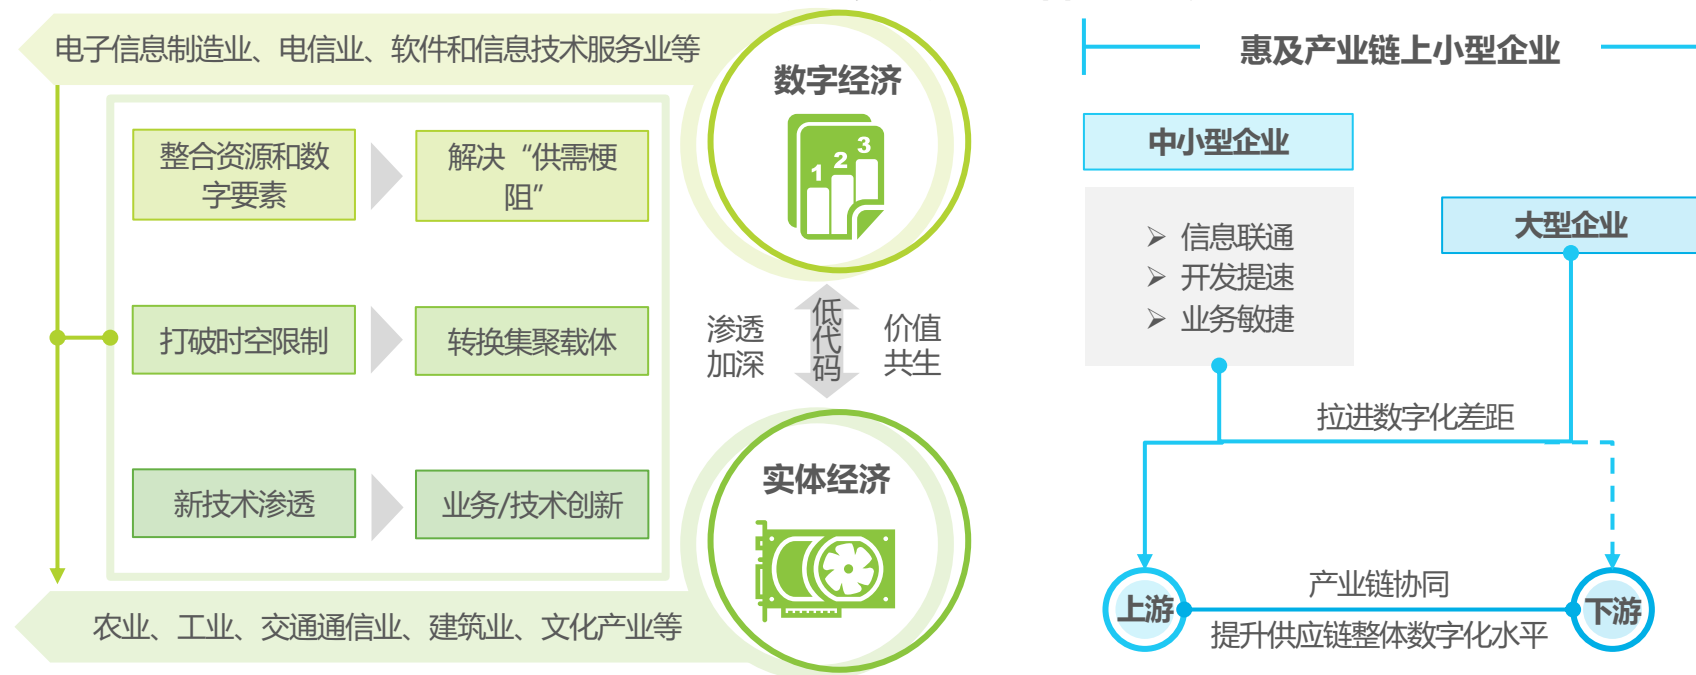 电子信息制造业、电信业、软件和信息技术服务业等
数字经济
1 2 3
整合资源和数
字要素
解决“供需梗
阻”
打破时空限制
转换集聚载体
新技术渗透
业务/技术创新
渗透
加深
低代码
价值
共生
实体经济
农业、工业、交通通信业、建筑业、文化产业等
惠及产业链上小型企业
中小型企业
➢ 信息联通
➢ 开发提速
➢ 业务敏捷
大型企业
拉进数字化差距
上游
产业链协同
提升供应链整体数字化水平
下游